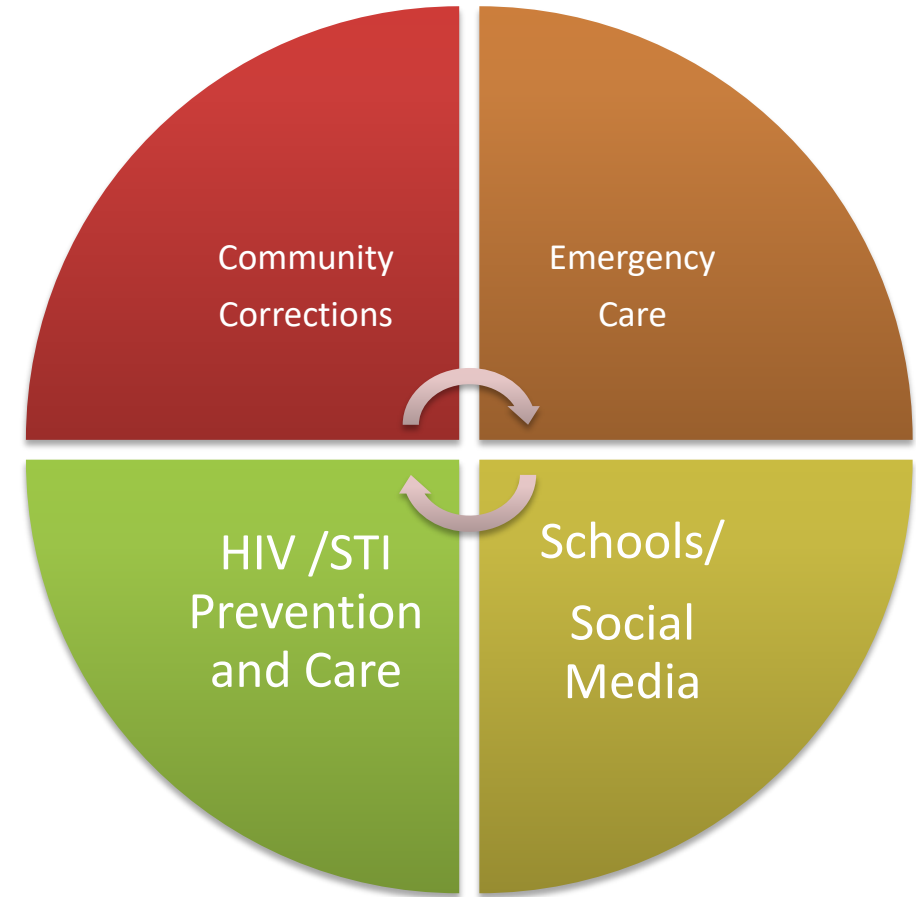 Community
Corrections
Emergency
Care
HIV /STI
Prevention
and Care
Schools/
Social
Media